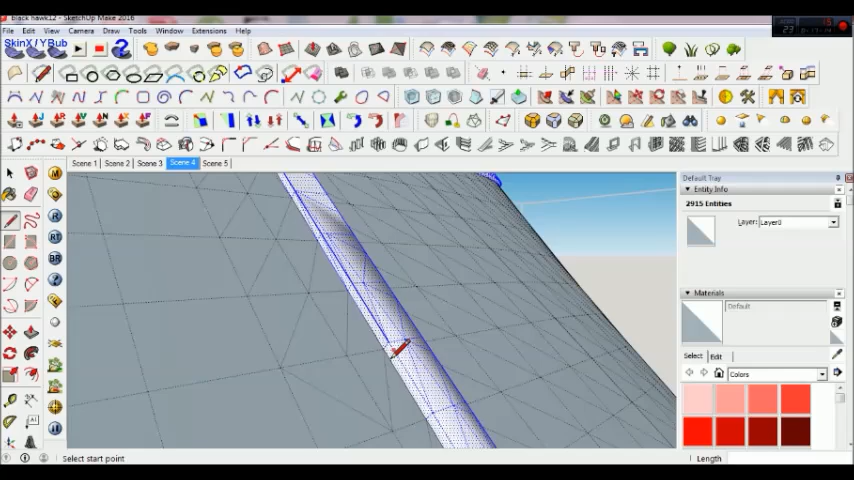 black hawk12 - SketchUp Make 2016
File Edit View Camera Draw Tools Window Extensions Help
SkinX / YBub
Scene 1 Scene 2 Scene 3 Scene 4 Scene 5
Default Tray
Entity Info
2915 Entities
Layer: Layer0
Materials
Default
Select Edit
Colors
Select start point
Length